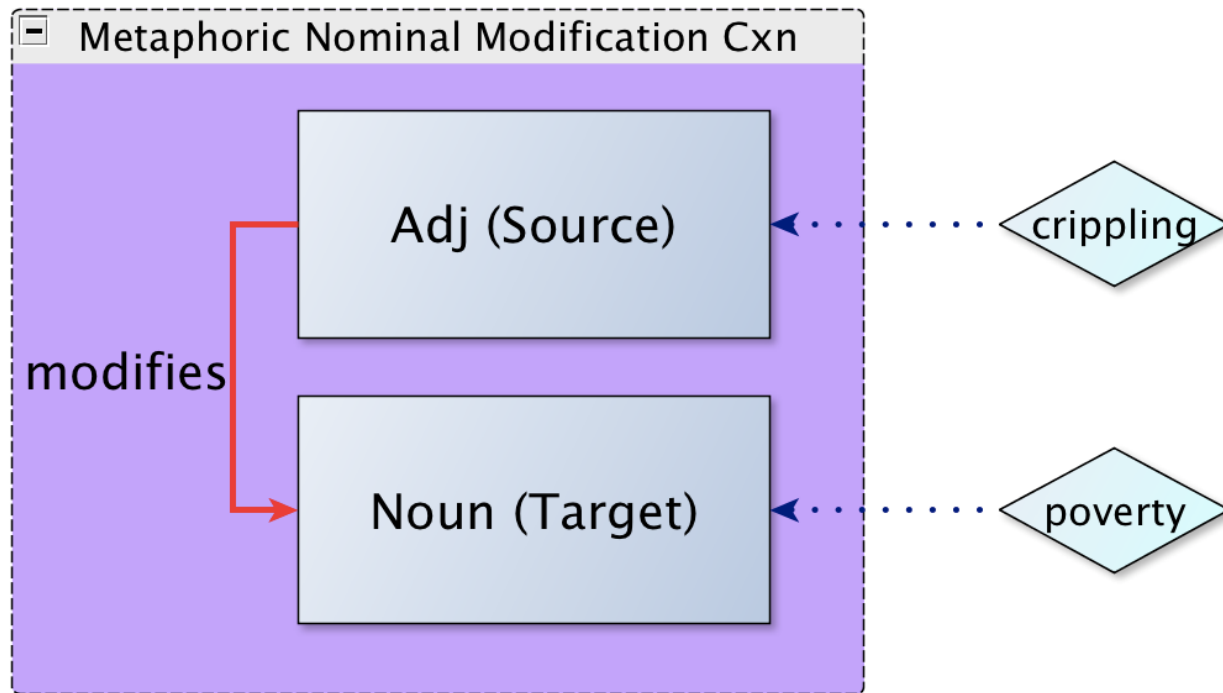 Metaphoric Nominal Modification Cxn
Adj (Source)
crippling
modifies
Noun (Target)
poverty